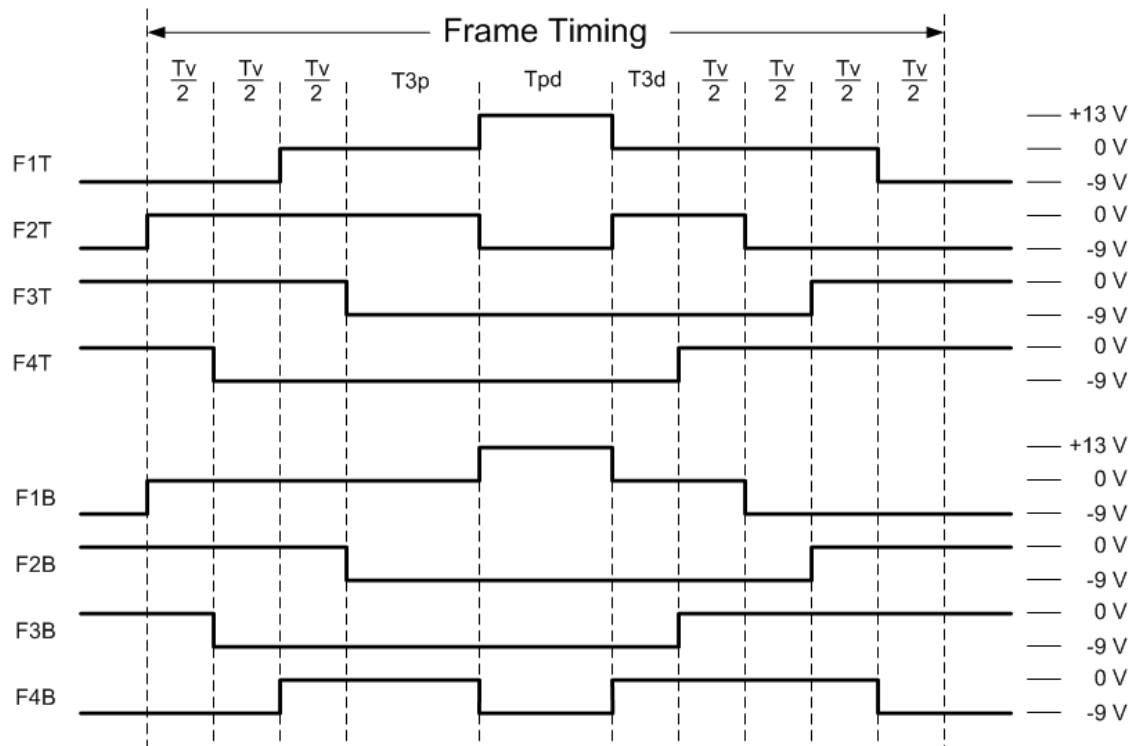 Frame Timing
Tv/2 Tv/2 Tv/2 T3p Tpd T3d Tv/2 Tv/2 Tv/2 Tv/2
+13 V
0 V
F1T
-9 V
0 V
F2T
-9 V
0 V
F3T
-9 V
0 V
F4T
-9 V
+13 V
0 V
F1B
-9 V
0 V
F2B
-9 V
0 V
F3B
-9 V
0 V
F4B
-9 V